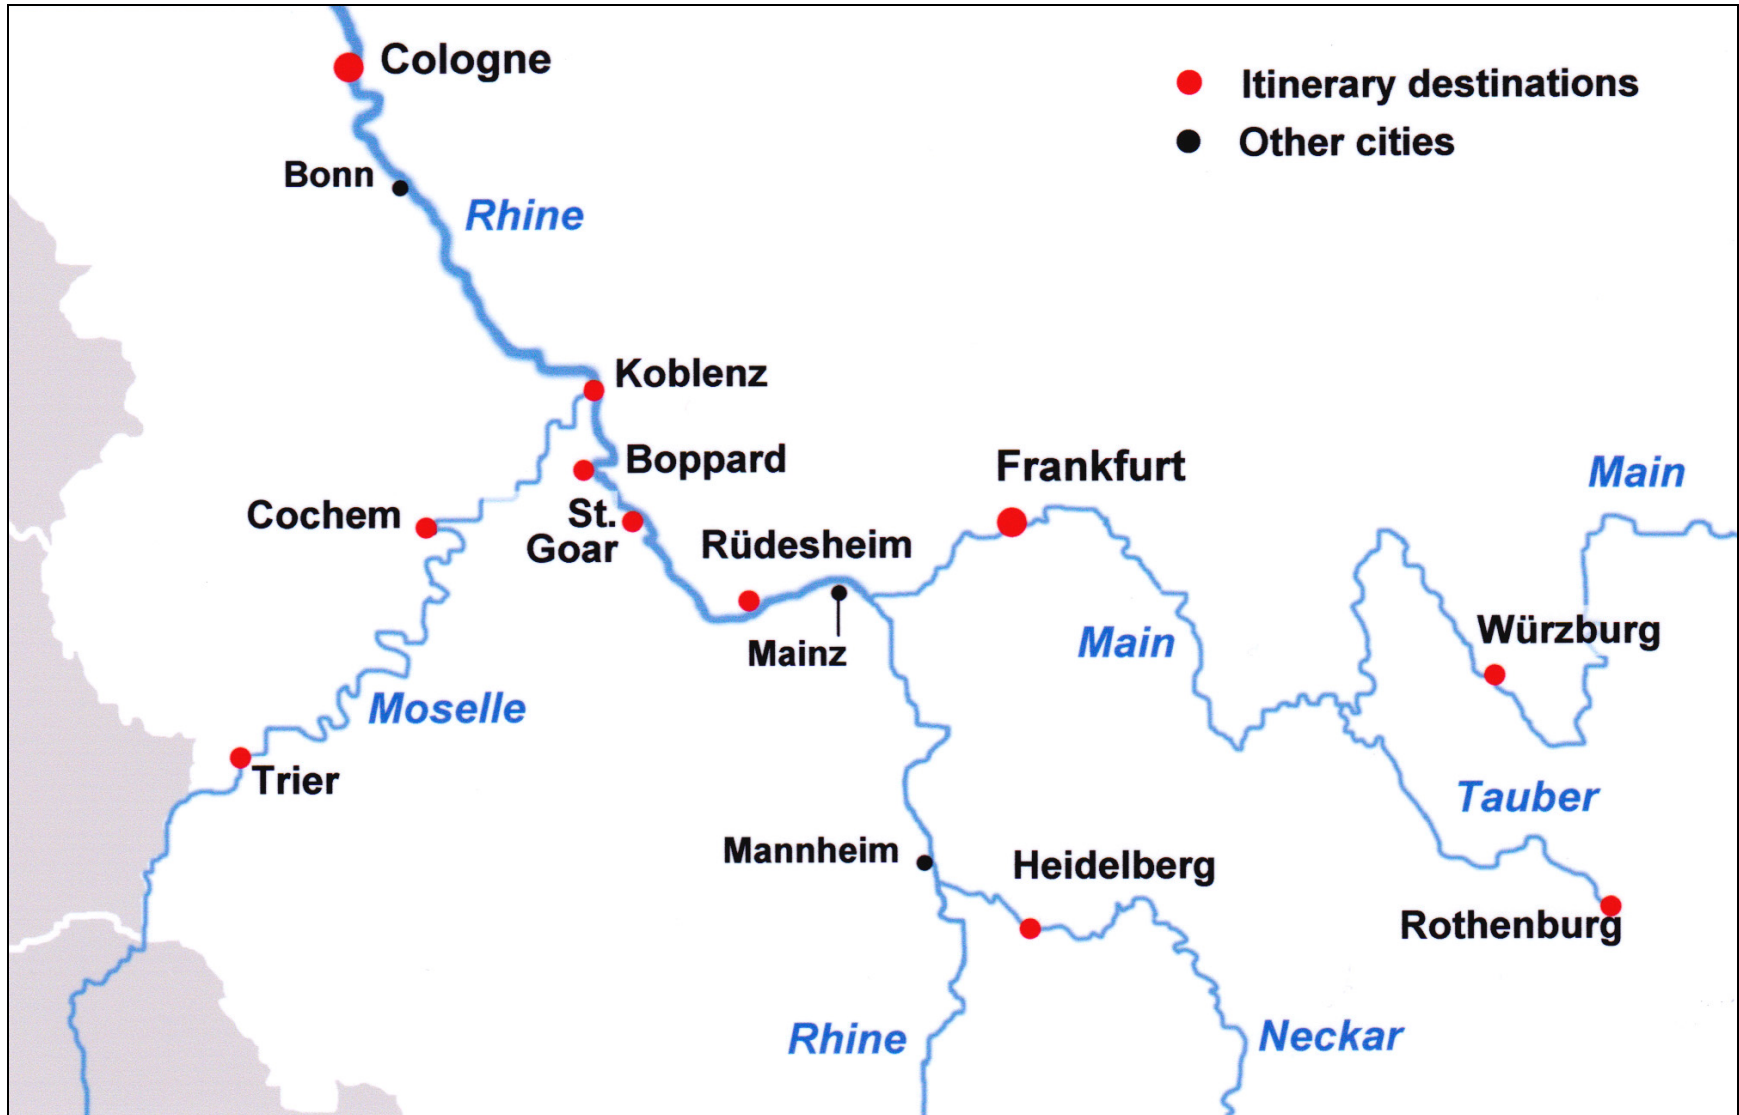 Cologne
Itinerary destinations
Other cities
Bonn
Rhine
Koblenz
Boppard
Frankfurt
Main
Cochem
St.
Goar
Rüdesheim
Würzburg
Main
Mainz
Moselle
Trier
Tauber
Mannheim
Heidelberg
Rothenburg
Rhine
Neckar